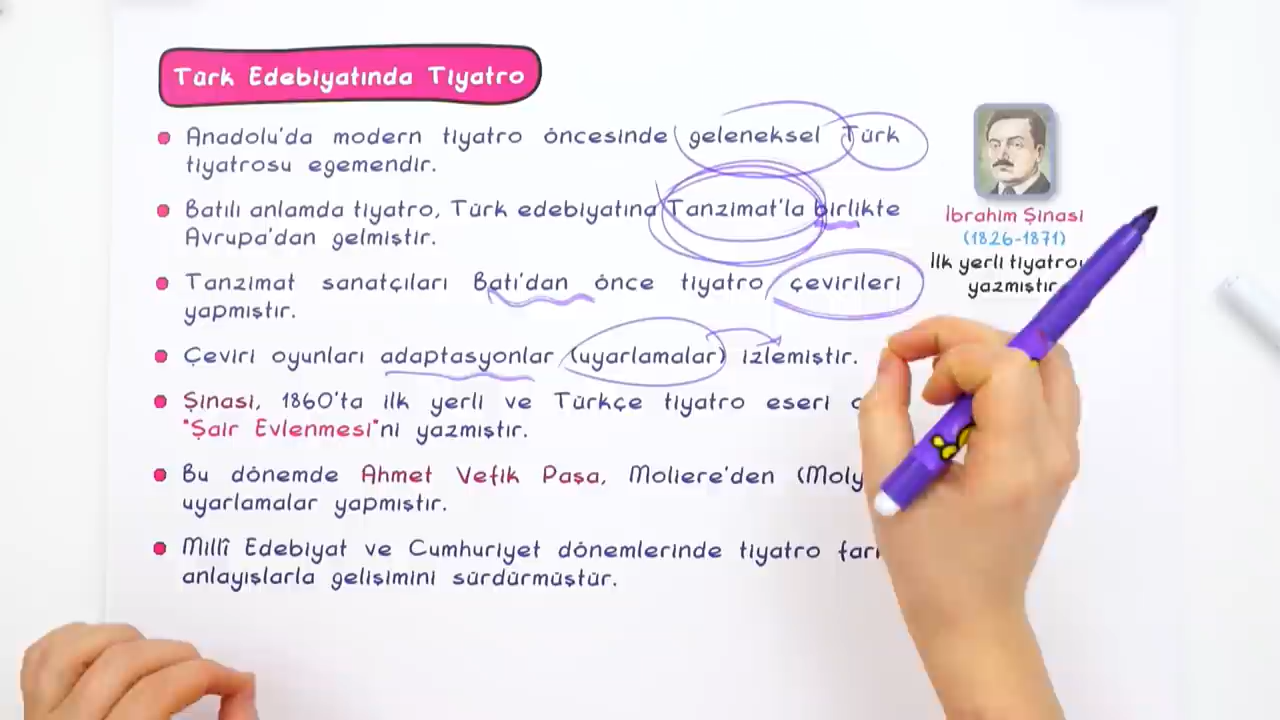 Türk Edebiyatında Tiyatro
Anadolu'da modern tiyatro öncesinde geleneksel Türk
tiyatrosu egemendir.
Batılı anlamda tiyatro, Türk edebiyatına Tanzimat'la birlikte
Avrupa'dan gelmiştir.
Tanzimat sanatçıları Batı'dan önce tiyatro çevirileri
yapmıştır.
Çeviri oyunları adaptasyonlar (uyarlamalar) izlemiştir.
Şinasi, 1860'ta ilk yerli ve Türkçe tiyatro eseri
"Şair Evlenmesi"ni yazmıştır.
Bu dönemde Ahmet Vefik Paşa, Moliere'den
uyarlamalar yapmıştır.
Millî Edebiyat ve Cumhuriyet dönemlerinde tiyatro
anlayışlarla gelişimini sürdürmüştür.
İbrahim Şinasi
(1826-1871)
İlk yerli tiyatroyu
yazmıştır